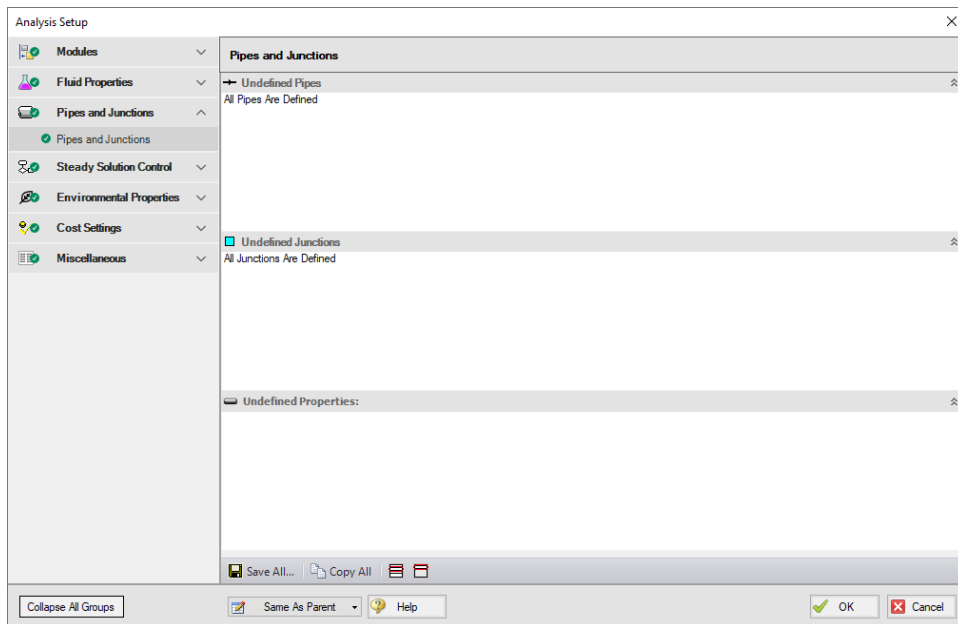 Analysis Setup
Modules
Fluid Properties
Pipes and Junctions
Pipes and Junctions
Steady Solution Control
Environmental Properties
Cost Settings
Miscellaneous
Pipes and Junctions
Undefined Pipes
All Pipes Are Defined
Undefined Junctions
All Junctions Are Defined
Undefined Properties:
Save All... Copy All
Collapse All Groups Same As Parent Help OK Cancel